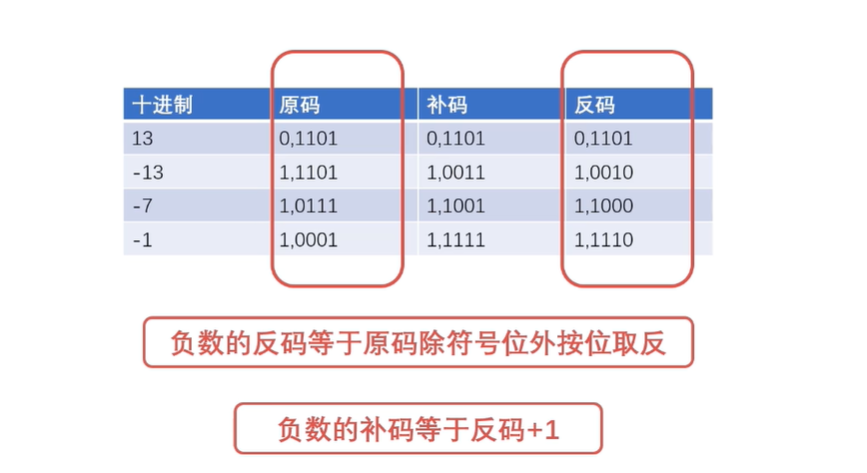 十进制 原码 补码 反码
13 0,1101 0,1101 0,1101
-13 1,1101 1,0011 1,0010
-7 1,0111 1,1001 1,1000
-1 1,0001 1,1111 1,1110
负数的反码等于原码除符号位外按位取反
负数的补码等于反码+1